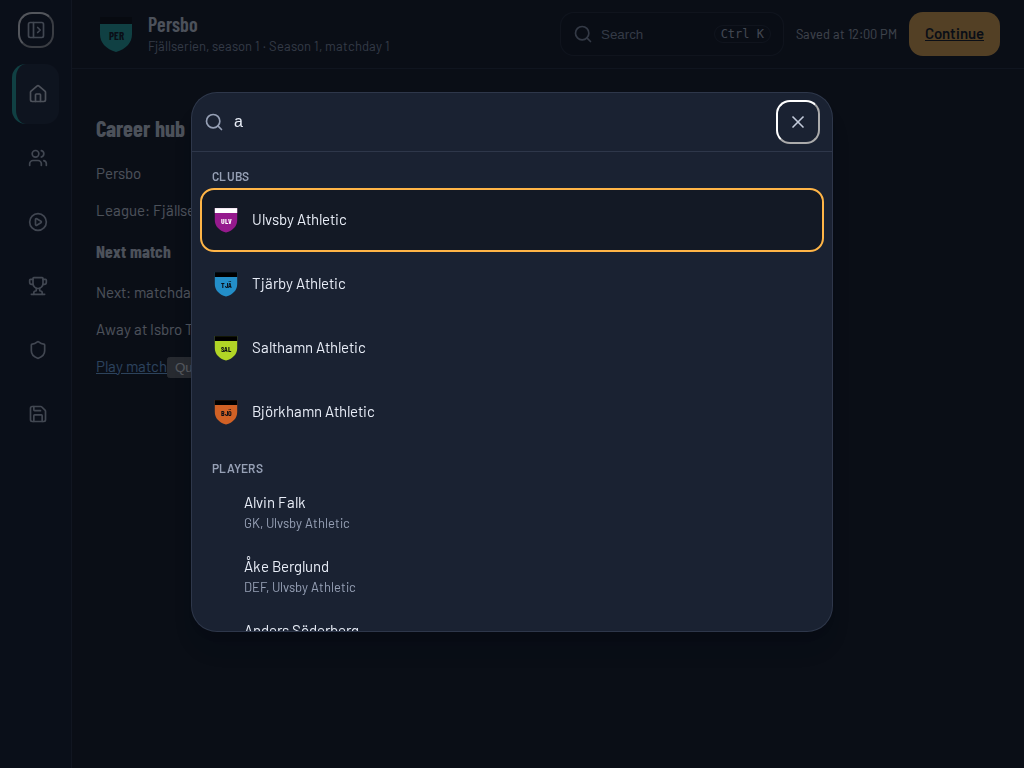 PER
Persbo
Fjällserien, season 1 · Season 1, matchday 1
Search
Ctrl K
Saved at 12:00 PM
Continue
Career hub
Persbo
League: Fjällse
Next match
Next: matchda
Away at Isbro T
Play match
Qu
a
CLUBS
ULV
Ulvsby Athletic
TJÄ
Tjärby Athletic
SAL
Salthamn Athletic
BJÖ
Björkhamn Athletic
PLAYERS
Alvin Falk
GK, Ulvsby Athletic
Åke Berglund
DEF, Ulvsby Athletic
Anders Söderberg